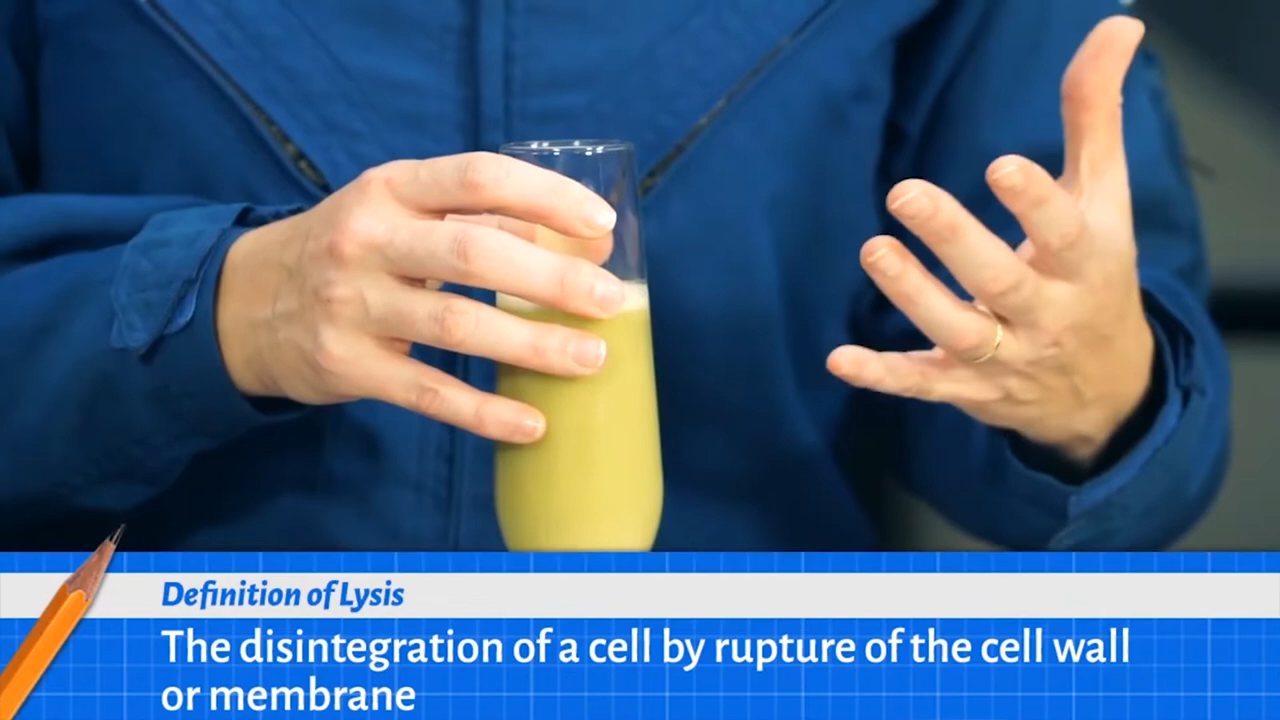 Definition of Lysis
The disintegration of a cell by rupture of the cell wall
or membrane